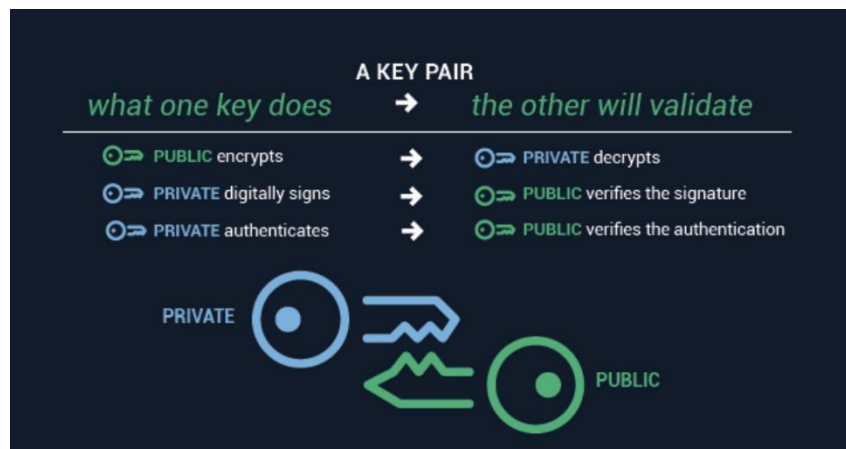 A KEY PAIR
what one key does → the other will validate
PUBLIC encrypts → PRIVATE decrypts
PRIVATE digitally signs → PUBLIC verifies the signature
PRIVATE authenticates → PUBLIC verifies the authentication
PRIVATE
PUBLIC